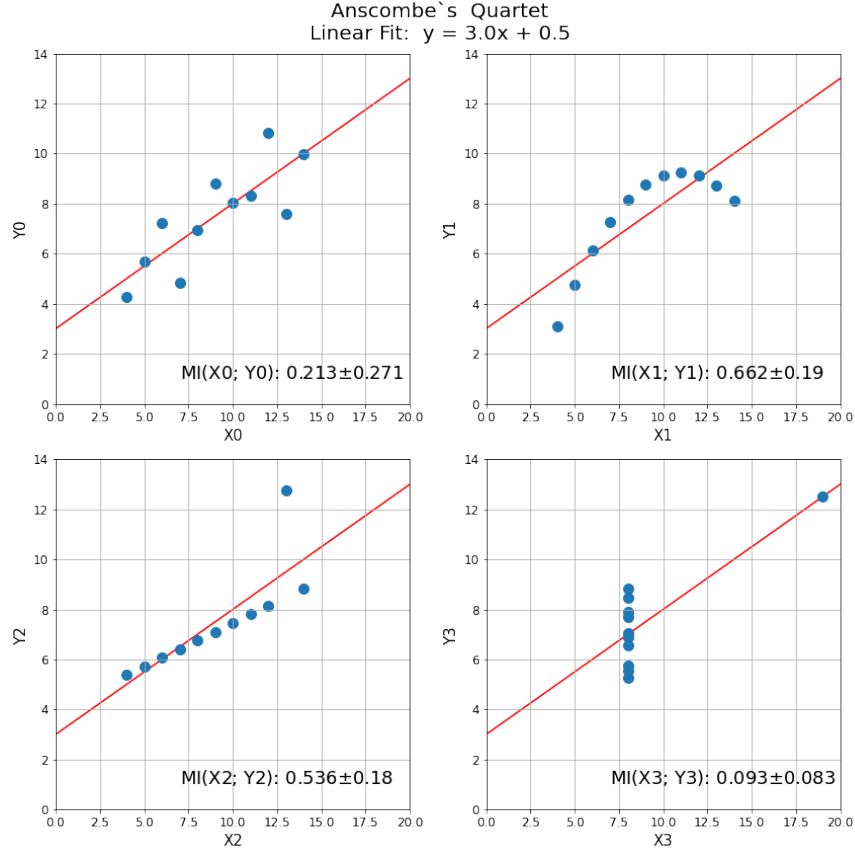 Anscombe`s  Quartet
Linear Fit:  y = 3.0x + 0.5
14
12
10
8
6
4
2
0
Y0
MI(X0; Y0): 0.213±0.271
0.0 2.5 5.0 7.5 10.0 12.5 15.0 17.5 20.0
X0
14
12
10
8
6
4
2
0
Y1
MI(X1; Y1): 0.662±0.19
0.0 2.5 5.0 7.5 10.0 12.5 15.0 17.5 20.0
X1
14
12
10
8
6
4
2
0
Y2
MI(X2; Y2): 0.536±0.18
0.0 2.5 5.0 7.5 10.0 12.5 15.0 17.5 20.0
X2
14
12
10
8
6
4
2
0
Y3
MI(X3; Y3): 0.093±0.083
0.0 2.5 5.0 7.5 10.0 12.5 15.0 17.5 20.0
X3